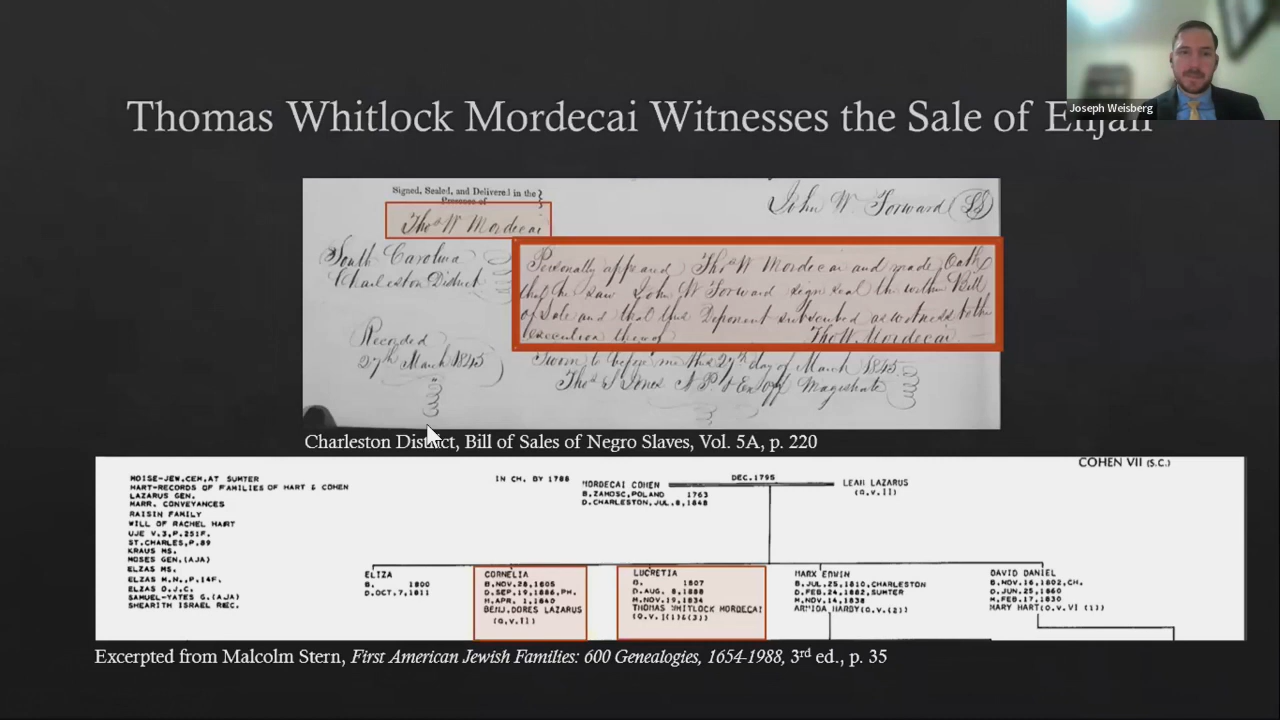 Joseph Weisberg
Thomas Whitlock Mordecai Witnesses the Sale of Elijah
Signed, Sealed, and Delivered in the
Presence of
Thos W Mordecai
John W Forward (LS)
South Carolina
Charleston District
Personally appeared Thos W Mordecai and made Oath
that he saw John W Forward sign seal the within Bill
of Sale and that this Deponent subscribed as witness to the
execution thereof Thos W. Mordecai
Recorded
27th March 1845
Sworn to before me this 27th day of March 1845
Thos S Jones N.P. & Ex Off Magistrate
Charleston District, Bill of Sales of Negro Slaves, Vol. 5A, p. 220
COHEN VII (S.C.)
MOISE-JEW.CEM.AT SUMTER
HART-RECORDS OF FAMILIES OF HART & COHEN
LAZARUS GEN.
MARR. CONVEYANCES
RAISIN FAMILY
WILL OF RACHEL HART
UJE V.3,P.251F.
ST.CHARLES,P.89
KRAUS MS.
MOSES GEN.(AJA)
ELZAS MS.
ELZAS M.N.,P.14F.
ELZAS O.J.C.
SAMUEL-YATES G.(AJA)
SHEARITH ISRAEL REC.
IN CH. BY 1788
MORDECAI COHEN
B.ZAMOSC,POLAND 1763
D.CHARLESTON,JUL.8,1848
DEC.1795
LEAH LAZARUS
(Q.V.II)
ELIZA
B. 1800
D.OCT.7,1811
CORNELIA
B.NOV.28,1805
D.SEP.19,1886,PH.
M.APR. 1,1840
BENJ.DORES LAZARUS
(Q.V.II)
LUCRETIA
B. 1807
D.AUG. 8,1888
M.NOV.19,1834
THOMAS WHITLOCK MORDECAI
(Q.V. I(1)&(3))
MARX EDWIN
B.JUL.25,1810,CHARLESTON
D.FEB.24,1882,SUMTER
M.NOV.14,1838
ARMIDA HARBY(Q.V.(2))
DAVID DANIEL
B.NOV.16,1802,CH.
D.JUN.25,1860
M.FEB.17,1830
MARY HART(Q.V.VI (1))
Excerpted from Malcolm Stern, First American Jewish Families: 600 Genealogies, 1654-1988, 3rd ed., p. 35